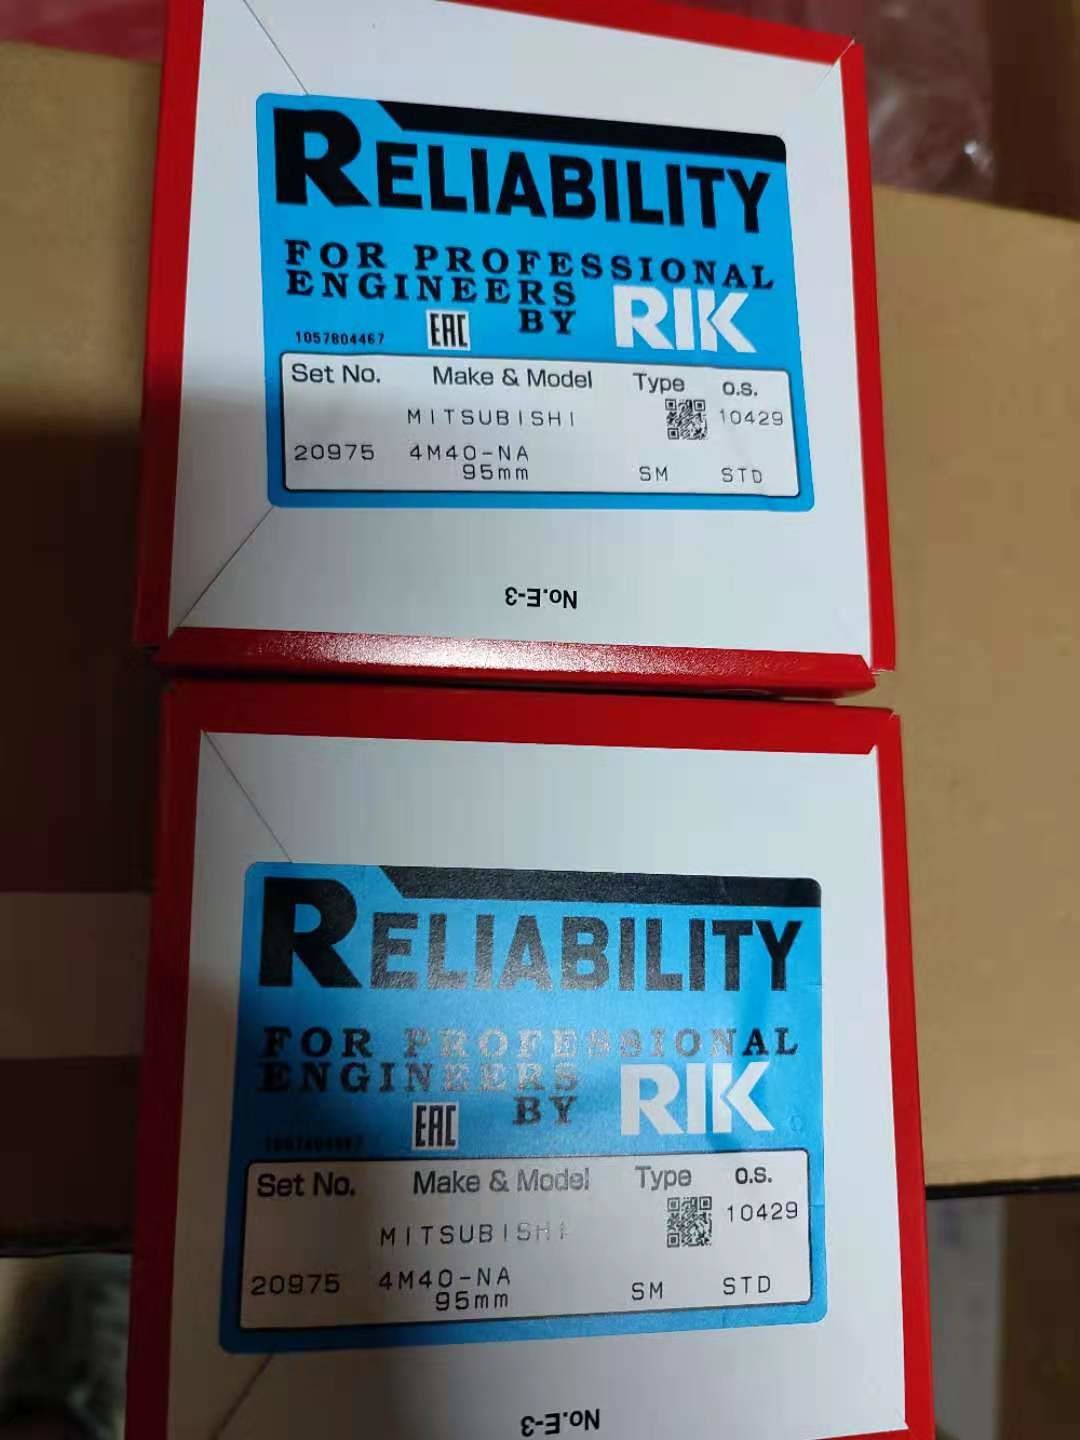 RELIABILITY
FOR PROFESSIONAL
ENGINEERS
BY RIK
1057804467 EAC
Set No. Make & Model Type O.S.
MITSUBISHI 10429
20975 4M40-NA
95mm SM STD
No.E-3
RELIABILITY
FOR PROFESSIONAL
ENGINEERS
BY RIK
EAC
Set No. Make & Model Type O.S.
MITSUBISHI 10429
20975 4M40-NA
95mm SM STD
No.E-3